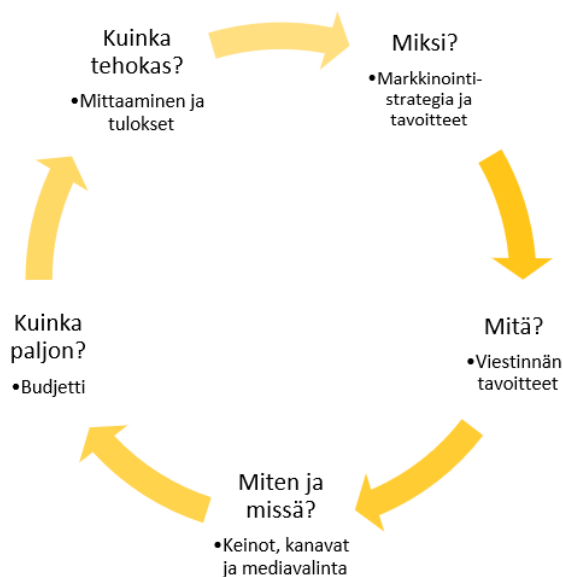 Miksi?
•Markkinointi-
strategia ja
tavoitteet
Mitä?
•Viestinnän
tavoitteet
Miten ja
missä?
•Keinot, kanavat
ja mediavalinta
Kuinka
paljon?
•Budjetti
Kuinka
tehokas?
•Mittaaminen ja
tulokset